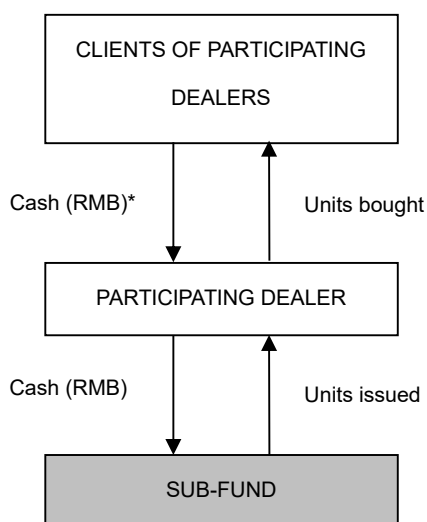 CLIENTS OF PARTICIPATING
DEALERS
Cash (RMB)*
Units bought
PARTICIPATING DEALER
Cash (RMB)
Units issued
SUB-FUND